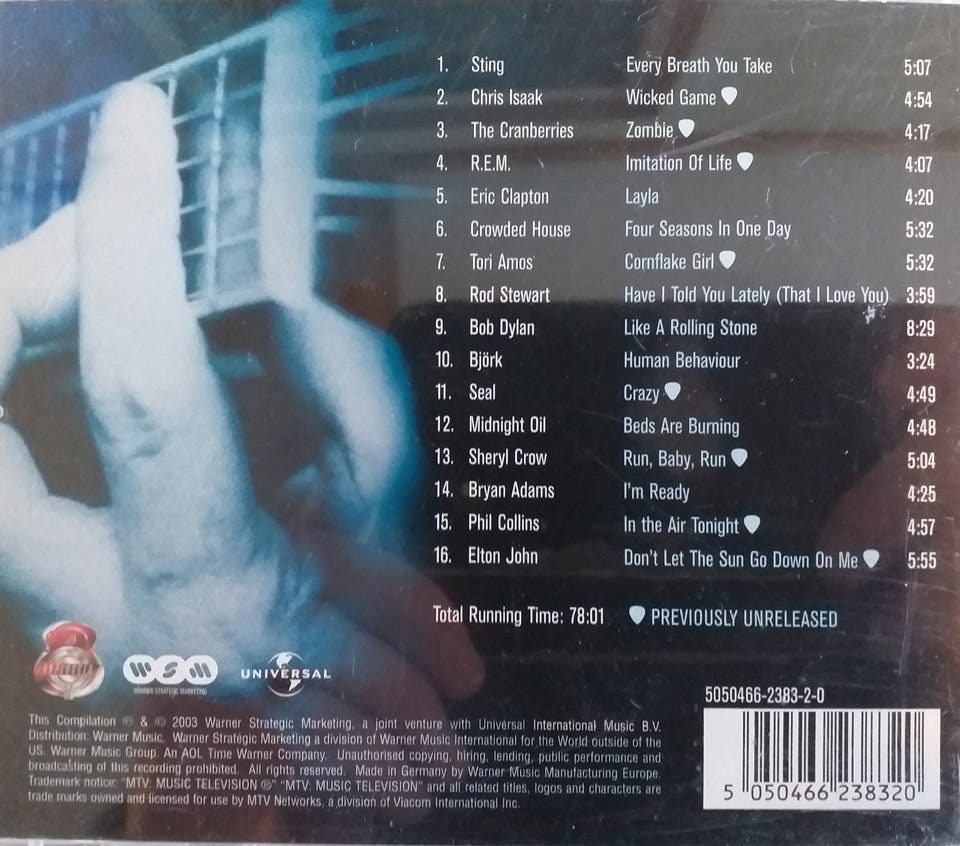 1. Sting Every Breath You Take 5:07
2. Chris Isaak Wicked Game 4:54
3. The Cranberries Zombie 4:17
4. R.E.M. Imitation Of Life 4:07
5. Eric Clapton Layla 4:20
6. Crowded House Four Seasons In One Day 5:32
7. Tori Amos Cornflake Girl 5:32
8. Rod Stewart Have I Told You Lately (That I Love You) 3:59
9. Bob Dylan Like A Rolling Stone 8:29
10. Björk Human Behaviour 3:24
11. Seal Crazy 4:49
12. Midnight Oil Beds Are Burning 4:48
13. Sheryl Crow Run, Baby, Run 5:04
14. Bryan Adams I'm Ready 4:25
15. Phil Collins In the Air Tonight 4:57
16. Elton John Don't Let The Sun Go Down On Me 5:55
Total Running Time: 78:01 PREVIOUSLY UNRELEASED
WSM
WARNER STRATEGIC MARKETING
UNIVERSAL
This Compilation ℗ & © 2003 Warner Strategic Marketing, a joint venture with Universal International Music B.V.
Distribution: Warner Music. Warner Strategic Marketing a division of Warner Music International for the World outside of the
US. Warner Music Group. An AOL Time Warner Company. Unauthorised copying, hiring, lending, public performance and
broadcasting of this recording prohibited. All rights reserved. Made in Germany by Warner Music Manufacturing Europe.
Trademark notice: "MTV: MUSIC TELEVISION ®" "MTV: MUSIC TELEVISION" and all related titles, logos and characters are
trade marks owned and licensed for use by MTV Networks, a division of Viacom International Inc.
5050466-2383-2-0
5 050466 238320